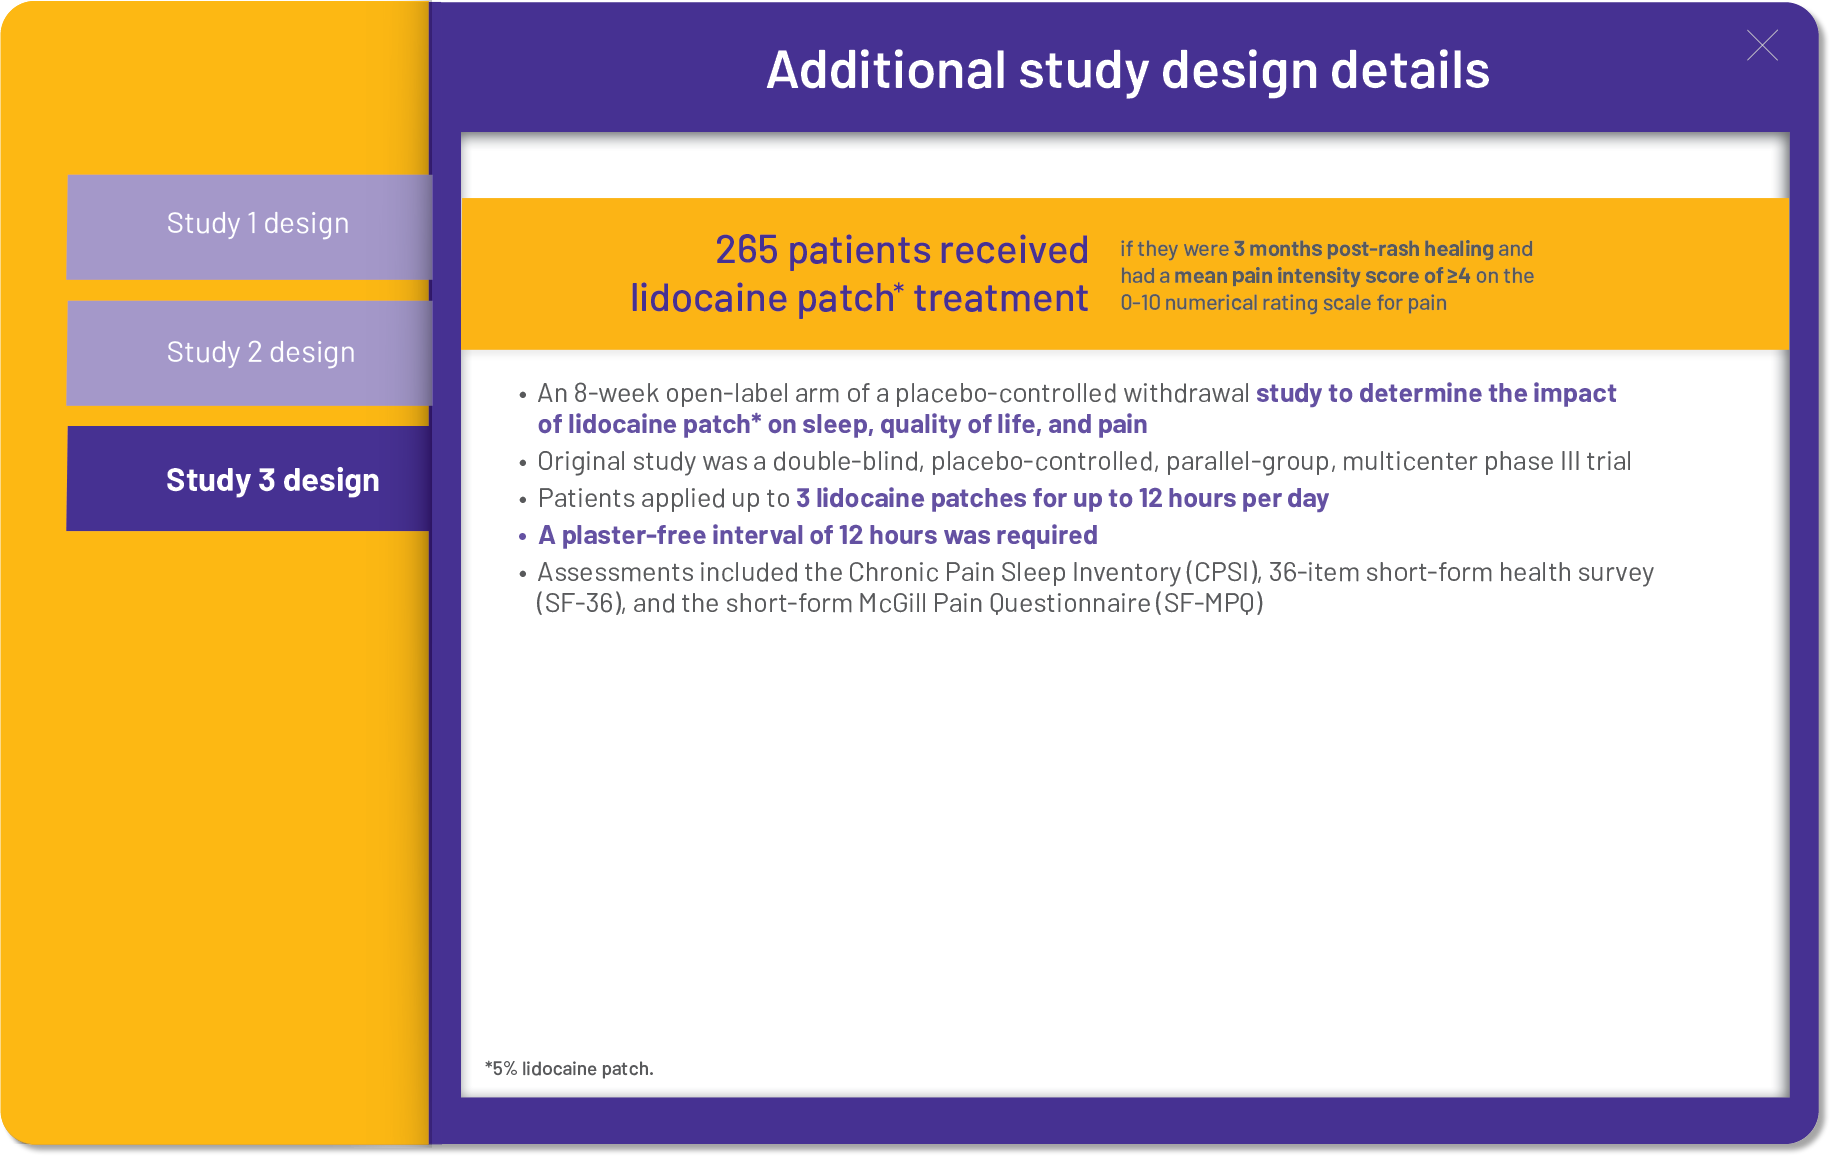 Additional study design details
Study 1 design
Study 2 design
Study 3 design
265 patients received
lidocaine patch* treatment
if they were 3 months post-rash healing and
had a mean pain intensity score of ≥4 on the
0-10 numerical rating scale for pain
• An 8-week open-label arm of a placebo-controlled withdrawal study to determine the impact
of lidocaine patch* on sleep, quality of life, and pain
• Original study was a double-blind, placebo-controlled, parallel-group, multicenter phase III trial
• Patients applied up to 3 lidocaine patches for up to 12 hours per day
• A plaster-free interval of 12 hours was required
• Assessments included the Chronic Pain Sleep Inventory (CPSI), 36-item short-form health survey
(SF-36), and the short-form McGill Pain Questionnaire (SF-MPQ)
*5% lidocaine patch.